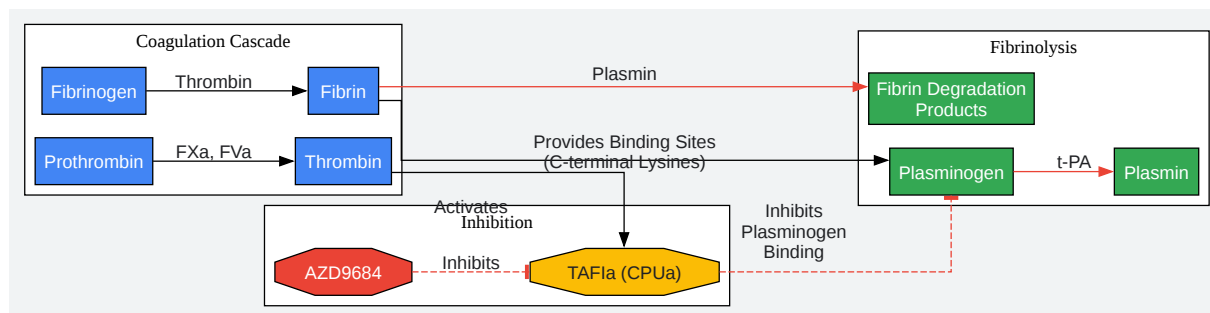 Coagulation Cascade
Fibrinogen
Thrombin
Fibrin
Prothrombin
FXa, FVa
Thrombin
Plasmin
Provides Binding Sites
(C-terminal Lysines)
Fibrinolysis
Fibrin Degradation
Products
Plasminogen
t-PA
Plasmin
Activates
Inhibition
AZD9684
Inhibits
TAFIa (CPUa)
Inhibits
Plasminogen
Binding